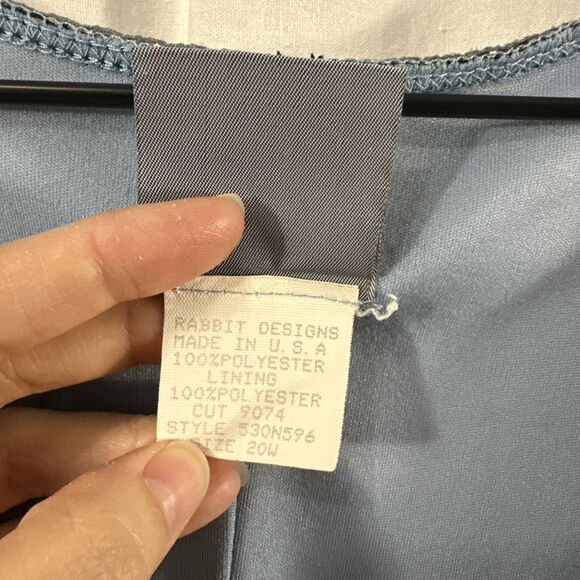 RABBIT DESIGNS
MADE IN U.S.A
100%POLYESTER
LINING
100%POLYESTER
CUT 9074
STYLE 530N596
SIZE 20W